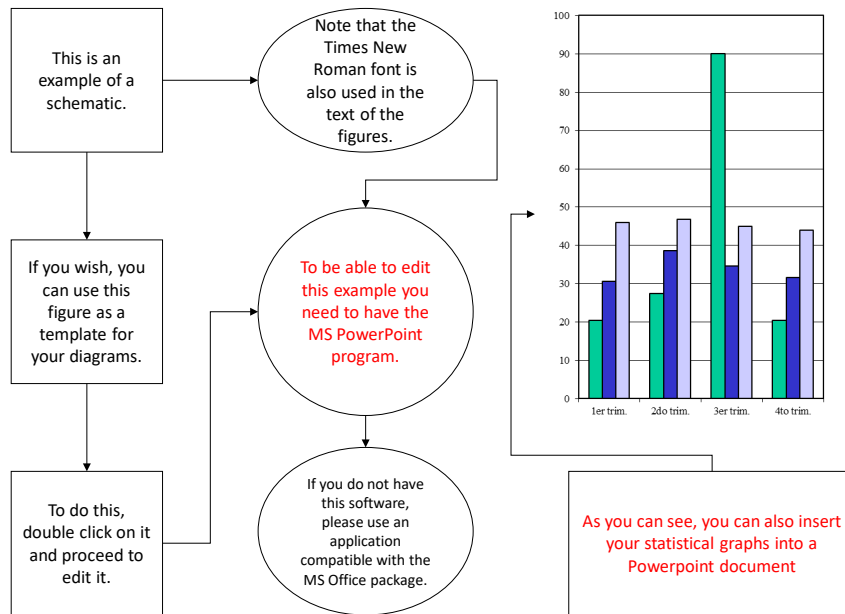 This is an
example of a
schematic.
Note that the
Times New
Roman font is
also used in the
text of the
figures.
If you wish, you
can use this
figure as a
template for
your diagrams.
To be able to edit
this example you
need to have the
MS PowerPoint
program.
To do this,
double click on it
and proceed to
edit it.
If you do not have
this software,
please use an
application
compatible with the
MS Office package.
100
90
80
70
60
50
40
30
20
10
0
1er trim. 2do trim. 3er trim. 4to trim.
As you can see, you can also insert
your statistical graphs into a
Powerpoint document